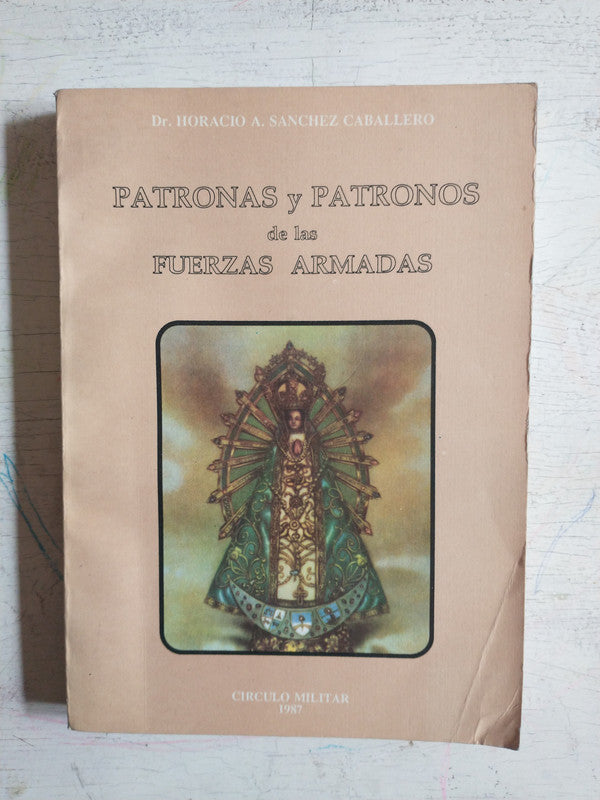 Dr. HORACIO A. SANCHEZ CABALLERO
PATRONAS y PATRONOS
de las
FUERZAS ARMADAS
CIRCULO MILITAR
1987